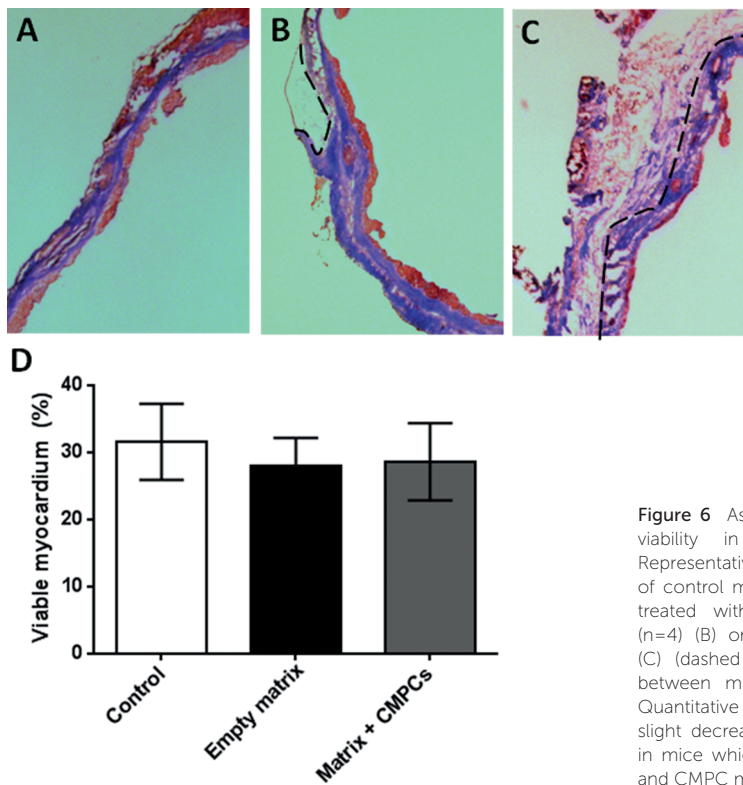 A
B
C
D
Viable myocardium (%)
40
30
20
10
0
Control
Empty matrix
Matrix + CMPCs
Figure 6 As
viability in
Representativ
of control m
treated with
(n=4) (B) or
(C) (dashed
between m
Quantitative
slight decrea
in mice whic
and CMPC m